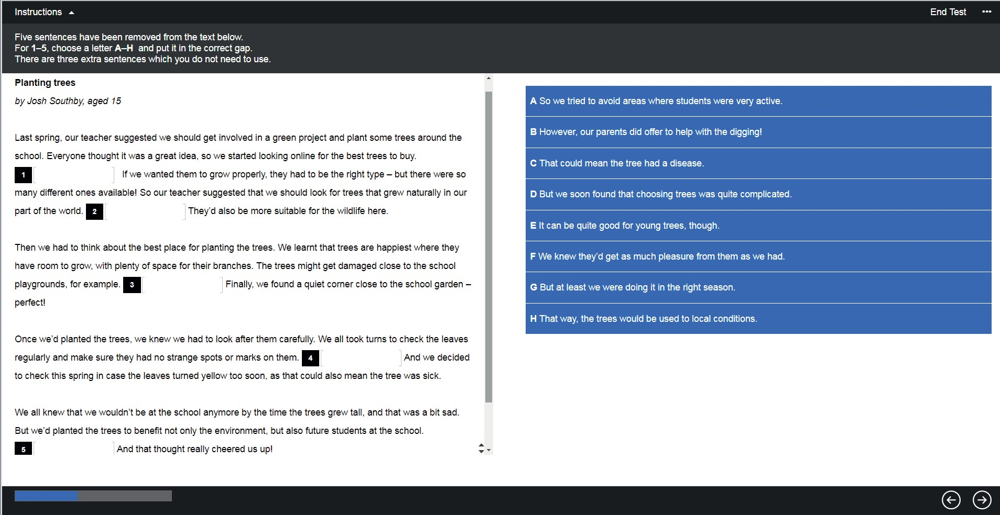 Instructions
End Test
Five sentences have been removed from the text below.
For 1–5, choose a letter A–H and put it in the correct gap.
There are three extra sentences which you do not need to use.
Planting trees
by Josh Southby, aged 15
Last spring, our teacher suggested we should get involved in a green project and plant some trees around the
school. Everyone thought it was a great idea, so we started looking online for the best trees to buy.
1 If we wanted them to grow properly, they had to be the right type – but there were so
many different ones available! So our teacher suggested that we should look for trees that grew naturally in our
part of the world. 2 They'd also be more suitable for the wildlife here.
Then we had to think about the best place for planting the trees. We learnt that trees are happiest where they
have room to grow, with plenty of space for their branches. The trees might get damaged close to the school
playgrounds, for example. 3 Finally, we found a quiet corner close to the school garden –
perfect!
Once we'd planted the trees, we knew we had to look after them carefully. We all took turns to check the leaves
regularly and make sure they had no strange spots or marks on them. 4 And we decided
to check this spring in case the leaves turned yellow too soon, as that could also mean the tree was sick.
We all knew that we wouldn't be at the school anymore by the time the trees grew tall, and that was a bit sad.
But we'd planted the trees to benefit not only the environment, but also future students at the school.
5 And that thought really cheered us up!
A So we tried to avoid areas where students were very active.
B However, our parents did offer to help with the digging!
C That could mean the tree had a disease.
D But we soon found that choosing trees was quite complicated.
E It can be quite good for young trees, though.
F We knew they'd get as much pleasure from them as we had.
G But at least we were doing it in the right season.
H That way, the trees would be used to local conditions.